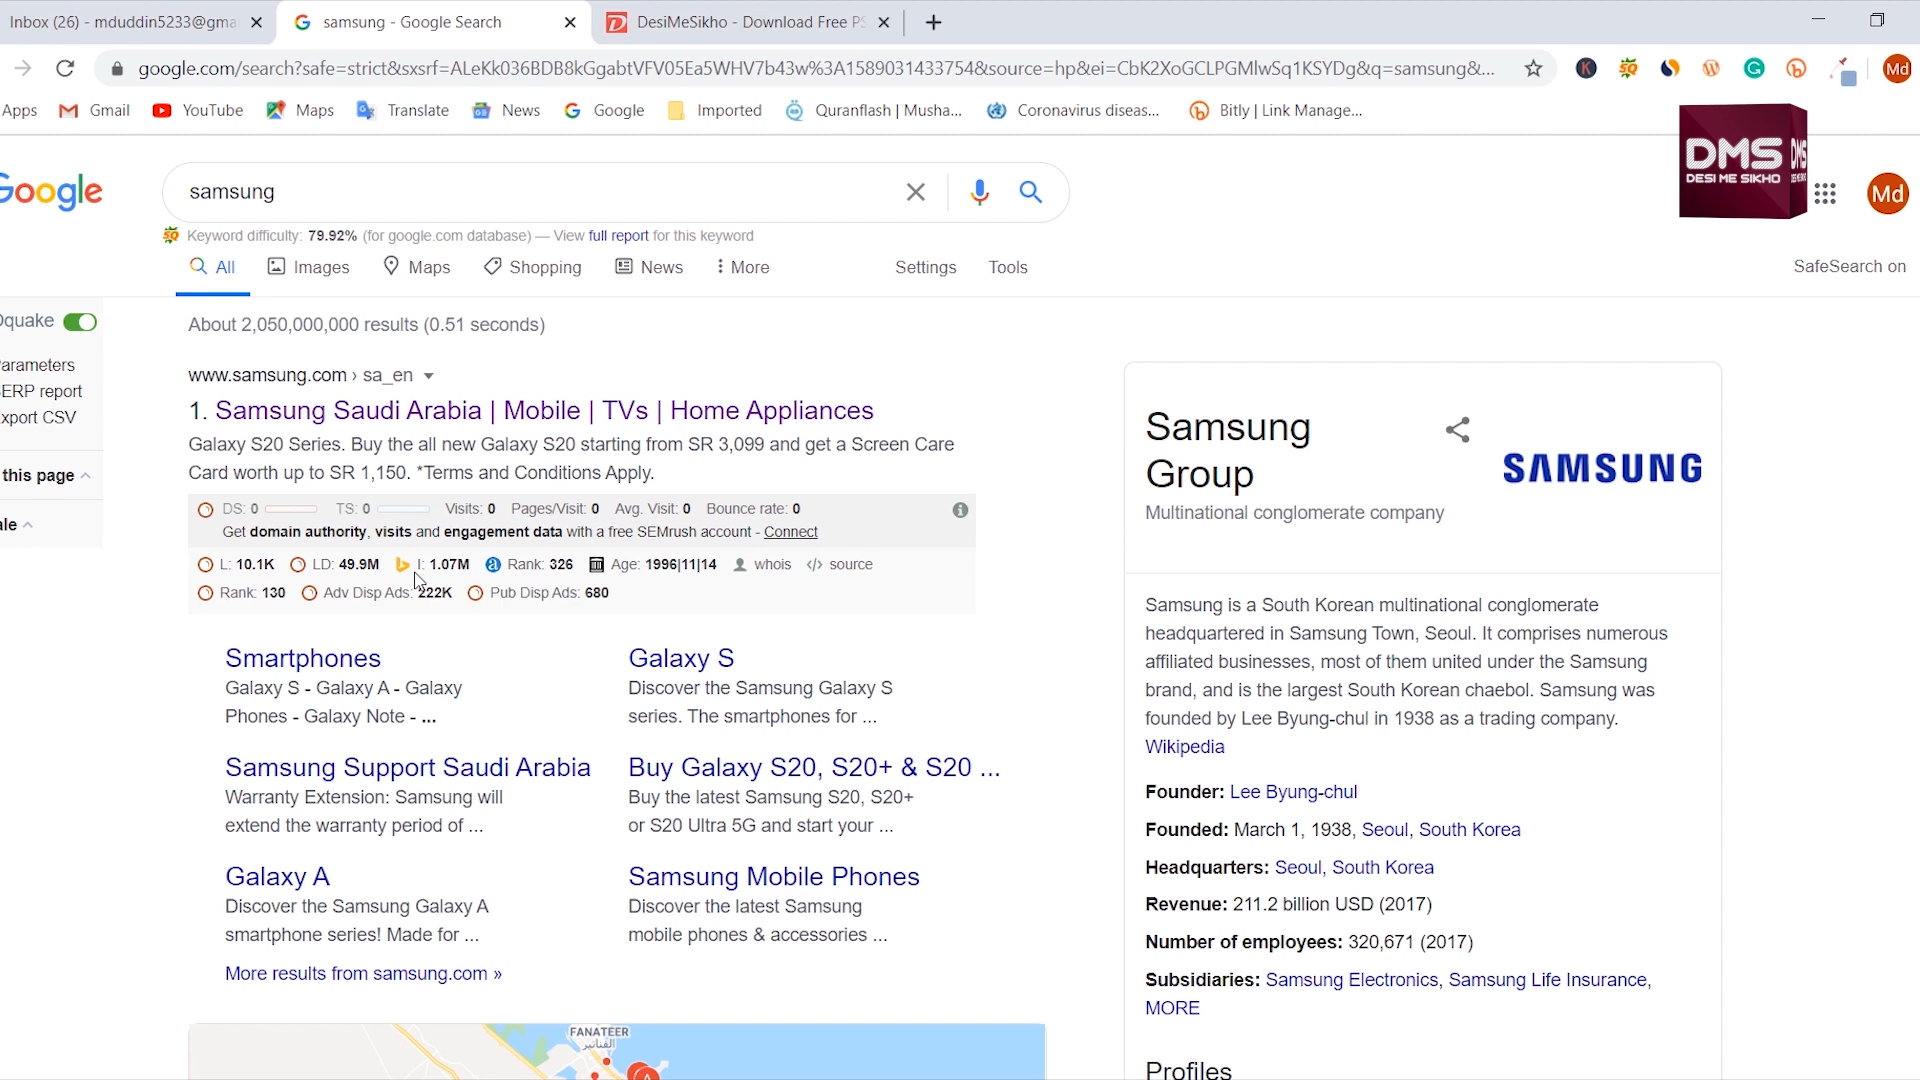 Inbox (26) - mduddin5233@gma
samsung - Google Search
DesiMeSikho - Download Free PS
google.com/search?safe=strict&sxsrf=ALeKk036BDB8kGgabtVFV05Ea5WHV7b43w%3A1589031433754&source=hp&ei=CbK2XoGCLPGMlwSq1KSYDg&q=samsung&...
Md
Apps
Gmail
YouTube
Maps
Translate
News
Google
Imported
Quranflash | Musha...
Coronavirus diseas...
Bitly | Link Manage...
DMS
DESI ME SIKHO
DMS
Google
samsung
Md
Keyword difficulty: 79.92% (for google.com database) — View full report for this keyword
All
Images
Maps
Shopping
News
More
Settings
Tools
SafeSearch on
Oquake
arameters
ERP report
xport CSV
this page
ale
About 2,050,000,000 results (0.51 seconds)
www.samsung.com › sa_en
1. Samsung Saudi Arabia | Mobile | TVs | Home Appliances
Galaxy S20 Series. Buy the all new Galaxy S20 starting from SR 3,099 and get a Screen Care
Card worth up to SR 1,150. *Terms and Conditions Apply.
DS: 0 TS: 0 Visits: 0 Pages/Visit: 0 Avg. Visit: 0 Bounce rate: 0
Get domain authority, visits and engagement data with a free SEMrush account - Connect
L: 10.1K LD: 49.9M I: 1.07M Rank: 326 Age: 1996|11|14 whois </> source
Rank: 130 Adv Disp Ads: 222K Pub Disp Ads: 680
Smartphones
Galaxy S - Galaxy A - Galaxy
Phones - Galaxy Note - ...
Galaxy S
Discover the Samsung Galaxy S
series. The smartphones for ...
Samsung Support Saudi Arabia
Warranty Extension: Samsung will
extend the warranty period of ...
Buy Galaxy S20, S20+ & S20 ...
Buy the latest Samsung S20, S20+
or S20 Ultra 5G and start your ...
Galaxy A
Discover the Samsung Galaxy A
smartphone series! Made for ...
Samsung Mobile Phones
Discover the latest Samsung
mobile phones & accessories ...
More results from samsung.com »
FANATEER
الفناتير
Samsung
Group
SAMSUNG
Multinational conglomerate company
Samsung is a South Korean multinational conglomerate
headquartered in Samsung Town, Seoul. It comprises numerous
affiliated businesses, most of them united under the Samsung
brand, and is the largest South Korean chaebol. Samsung was
founded by Lee Byung-chul in 1938 as a trading company.
Wikipedia
Founder: Lee Byung-chul
Founded: March 1, 1938, Seoul, South Korea
Headquarters: Seoul, South Korea
Revenue: 211.2 billion USD (2017)
Number of employees: 320,671 (2017)
Subsidiaries: Samsung Electronics, Samsung Life Insurance,
MORE
Profiles